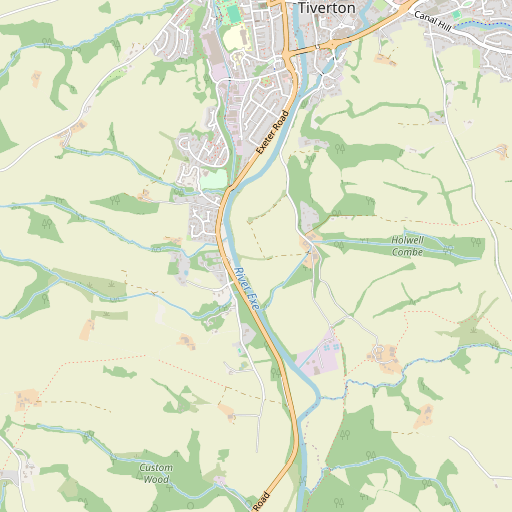 Tiverton
Canal Hill
Exeter Road
Holwell
Combe
River Exe
Custom
Wood
Road